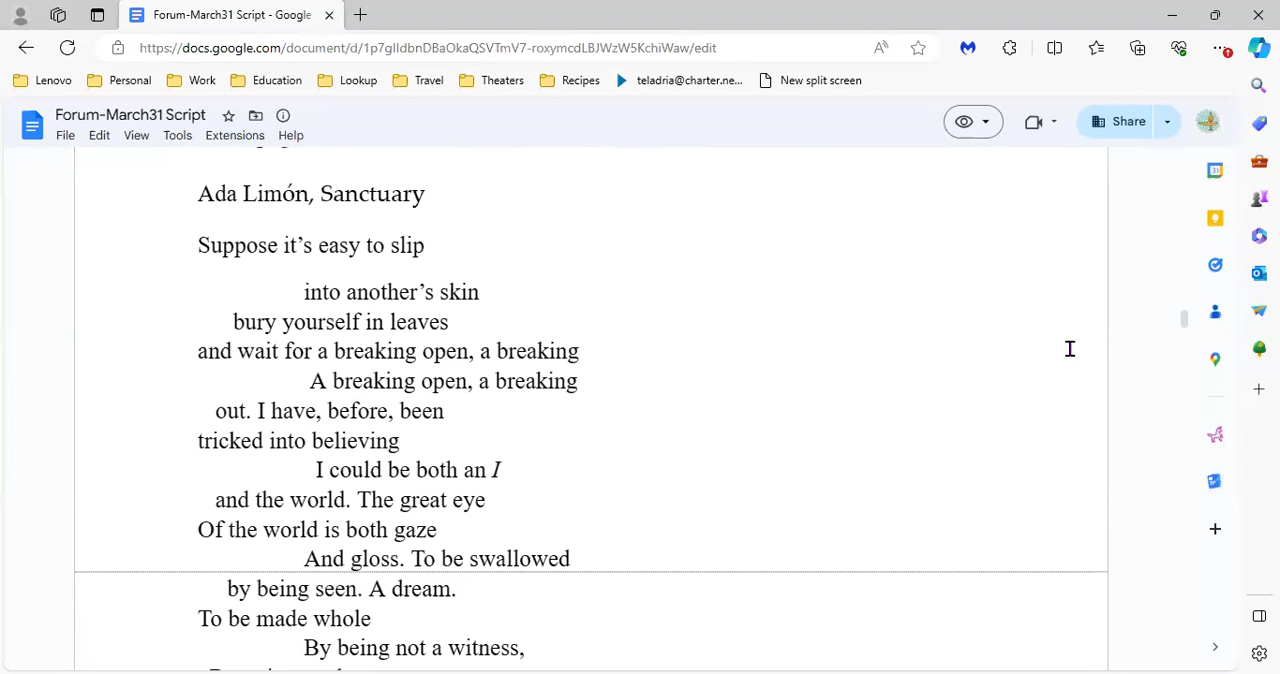 Forum-March31 Script - Google
https://docs.google.com/document/d/1p7glIdbnDBaOkaQSVTmV7-roxymcdLBJWzW5KchiWaw/edit
Lenovo Personal Work Education Lookup Travel Theaters Recipes teladria@charter.ne... New split screen
Forum-March31 Script
Share
File Edit View Tools Extensions Help
Ada Limón, Sanctuary
Suppose it’s easy to slip
into another’s skin
bury yourself in leaves
and wait for a breaking open, a breaking
A breaking open, a breaking
out. I have, before, been
tricked into believing
I could be both an I
and the world. The great eye
Of the world is both gaze
And gloss. To be swallowed
by being seen. A dream.
To be made whole
By being not a witness,